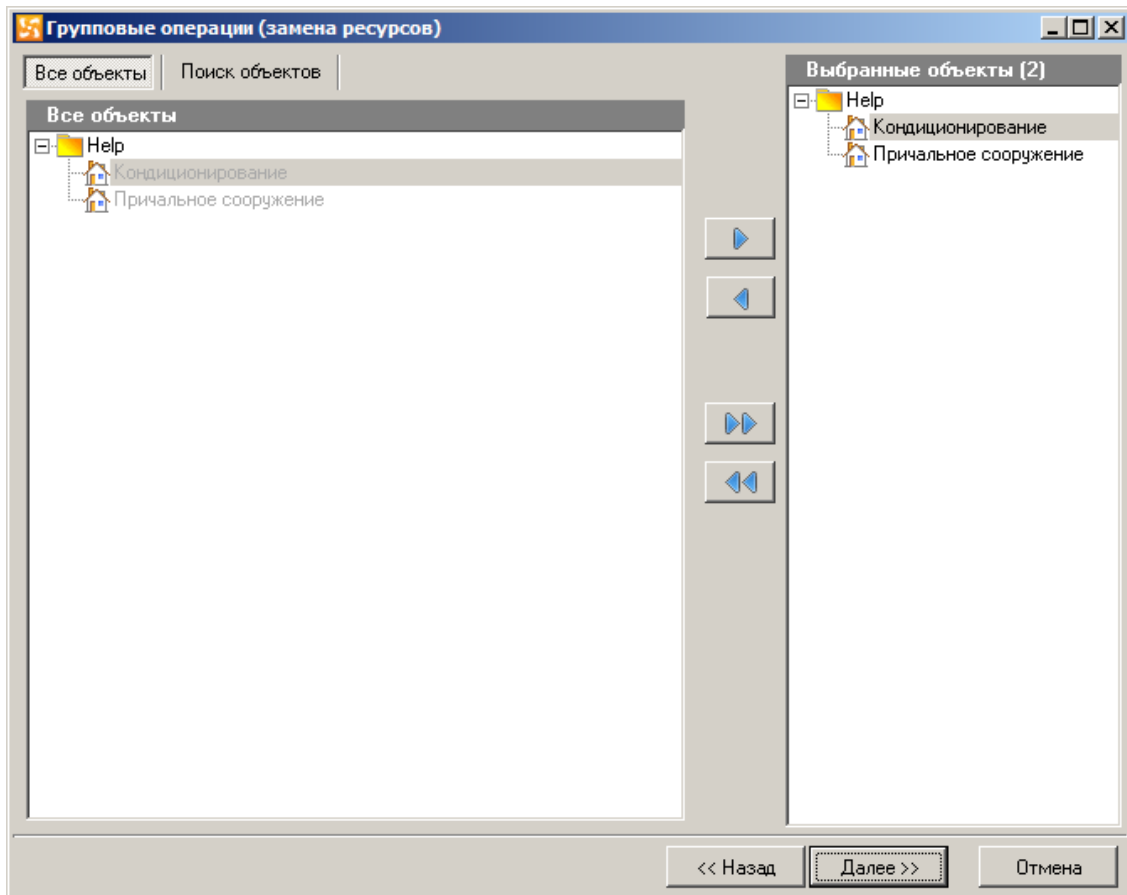 Групповые операции (замена ресурсов)
Все объекты
Поиск объектов
Все объекты
Help
Кондиционирование
Причальное сооружение
Выбранные объекты (2)
Help
Кондиционирование
Причальное сооружение
<< Назад
Далее >>
Отмена